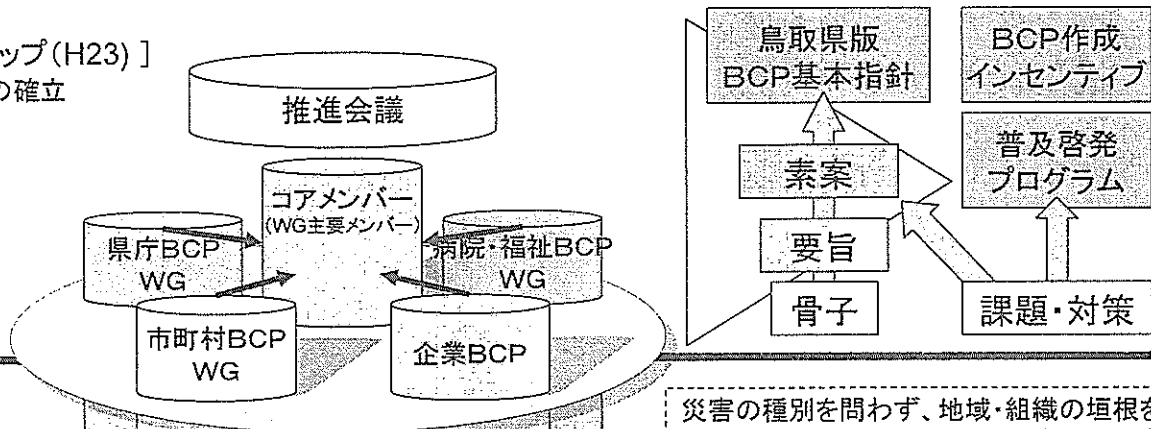 ップ(H23) ]
の確立
推進会議
コアメンバー
(WG主要メンバー)
県庁BCP
WG
病院・福祉BCP
WG
市町村BCP
WG
企業BCP
鳥取県版
BCP基本指針
BCP作成
インセンティブ
素案
普及啓発
プログラム
要旨
骨子
課題・対策
災害の種別を問わず、地域・組織の垣根を